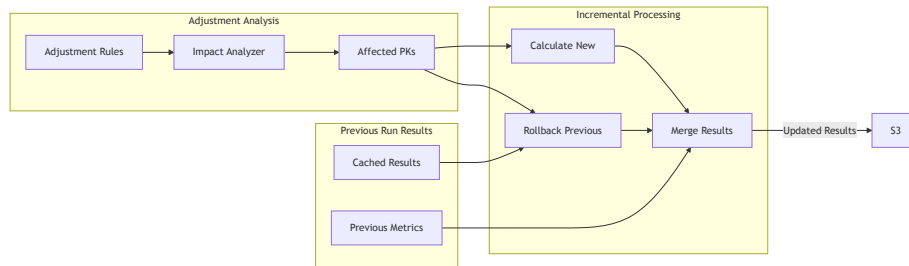 Incremental Processing
Adjustment Analysis
Adjustment Rules
Impact Analyzer
Affected PKs
Calculate New
Previous Run Results
Rollback Previous
Merge Results
Updated Results
S3
Cached Results
Previous Metrics